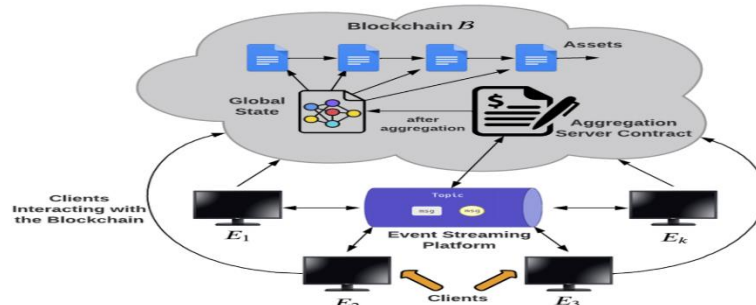 Blockchain B
Assets
Global
State
after
aggregation
$
Aggregation
Server Contract
Clients
Interacting with
the Blockchain
Topic
msg
msg
E1
Event Streaming
Platform
Ek
E2
Clients
E3